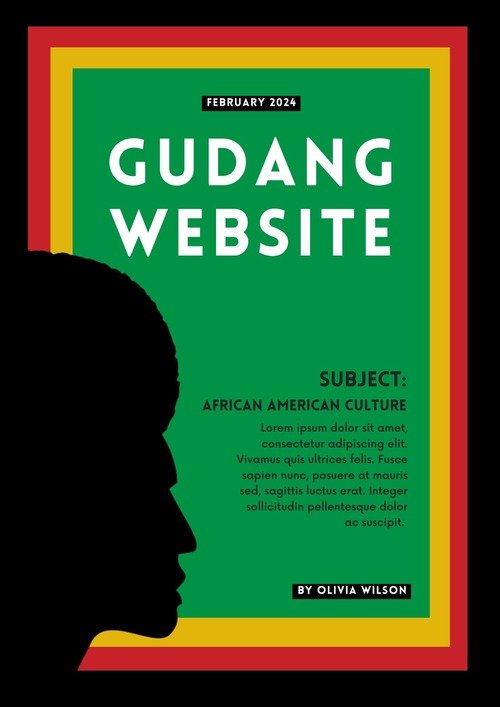 FEBRUARY 2024
GUDANG
WEBSITE
SUBJECT:
AFRICAN AMERICAN CULTURE
Lorem ipsum dolor sit amet,
consectetur adipiscing elit.
Vivamus quis ultrices felis. Fusce
sapien nunc, posuere at mauris
sed, sagittis luctus erat. Integer
sollicitudin pellentesque dolor
ac suscipit.
BY OLIVIA WILSON